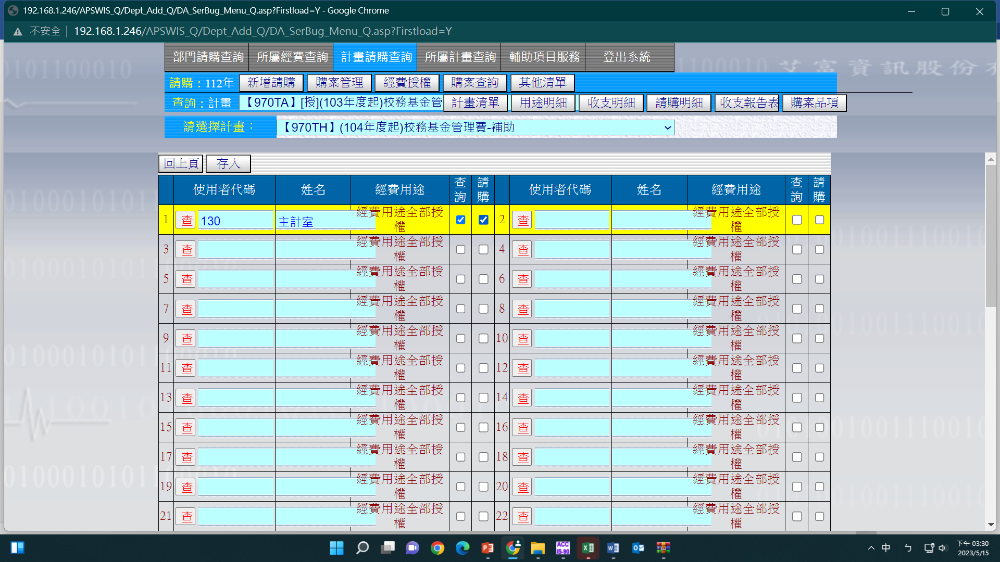 192.168.1.246/APSWIS_Q/Dept_Add_Q/DA_SerBug_Menu_Q.asp?Firstload=Y - Google Chrome
不安全 192.168.1.246/APSWIS_Q/Dept_Add_Q/DA_SerBug_Menu_Q.asp?Firstload=Y
部門請購查詢 所屬經費查詢 計畫請購查詢 所屬計畫查詢 輔助項目服務 登出系統
艾富資訊股份有
請購：112年 新增請購 購案管理 經費授權 購案查詢 其他清單
查詢：計畫 【970TA】[授](103年度起)校務基金管 計畫清單 用途明細 收支明細 請購明細 收支報告表 購案品項
請選擇計畫： 【970TH】(104年度起)校務基金管理費-補助
回上頁 存入
使用者代碼 姓名 經費用途 查詢 請購 使用者代碼 姓名 經費用途 查詢 請購
1 查 130 主計室 經費用途全部授權 2 查 經費用途全部授權
3 查 經費用途全部授權 4 查 經費用途全部授權
5 查 經費用途全部授權 6 查 經費用途全部授權
7 查 經費用途全部授權 8 查 經費用途全部授權
9 查 經費用途全部授權 10 查 經費用途全部授權
11 查 經費用途全部授權 12 查 經費用途全部授權
13 查 經費用途全部授權 14 查 經費用途全部授權
15 查 經費用途全部授權 16 查 經費用途全部授權
17 查 經費用途全部授權 18 查 經費用途全部授權
19 查 經費用途全部授權 20 查 經費用途全部授權
21 查 經費用途全部授權 22 查 經費用途全部授權
ACC
IS-90
中 ㄅ 下午 03:30
2023/5/15